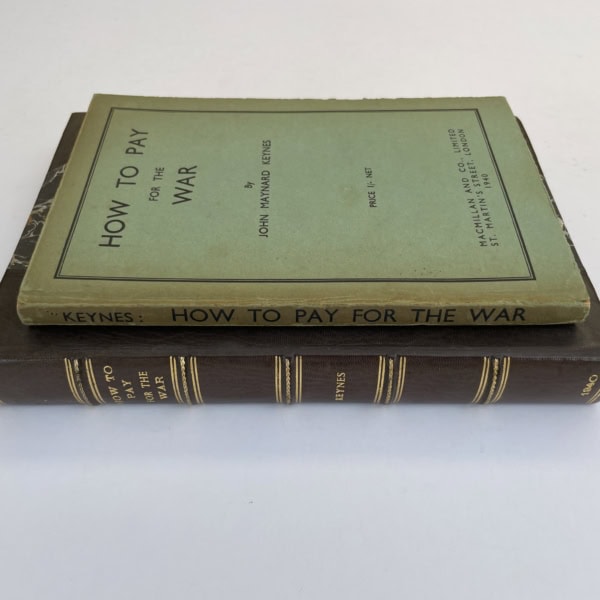 HOW TO PAY
FOR THE
WAR
By
JOHN MAYNARD KEYNES
PRICE 1/- NET
MACMILLAN AND CO., LIMITED
ST. MARTIN'S STREET, LONDON
1940
KEYNES: HOW TO PAY FOR THE WAR
HOW TO
PAY
FOR THE
WAR
KEYNES
1940